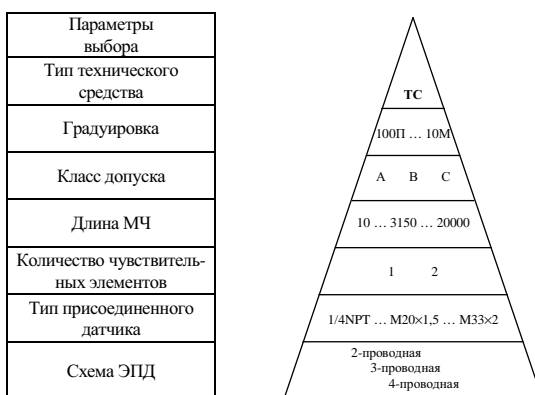 Параметры
выбора
Тип технического
средства
Градуировка
Класс допуска
Длина МЧ
Количество чувствитель-
ных элементов
Тип присоединенного
датчика
Схема ЭПД
ТС
100П ... 10М
А В С
10 ... 3150 ... 20000
1 2
1/4NPT ... М20×1,5 ... М33×2
2-проводная
3-проводная
4-проводная